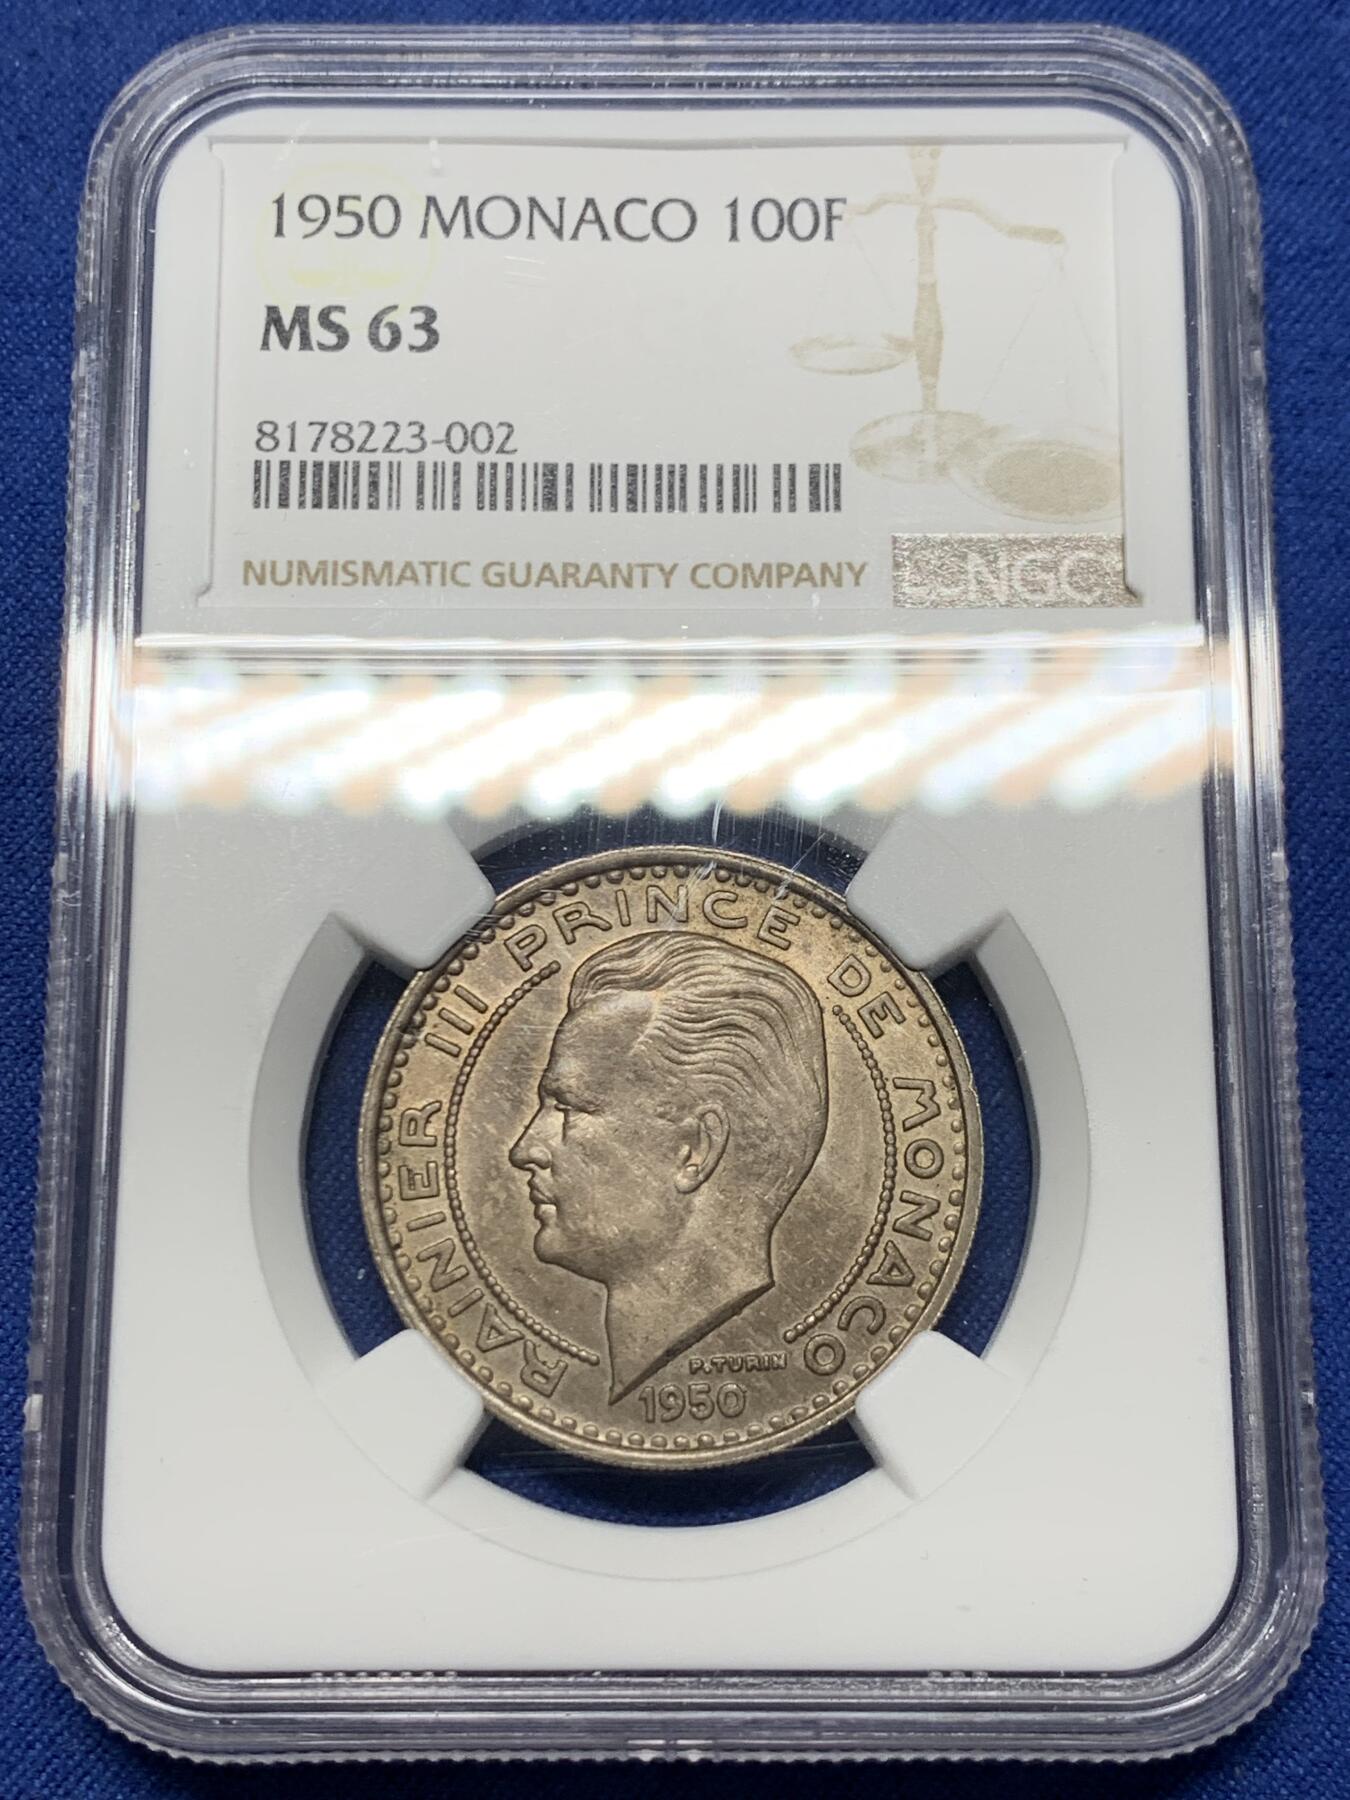 1950 MONACO 100F
MS 63
8178223-002
NUMISMATIC GUARANTY COMPANY
NGC
RAINIER III PRINCE DE MONACO
P.TURIN
1950